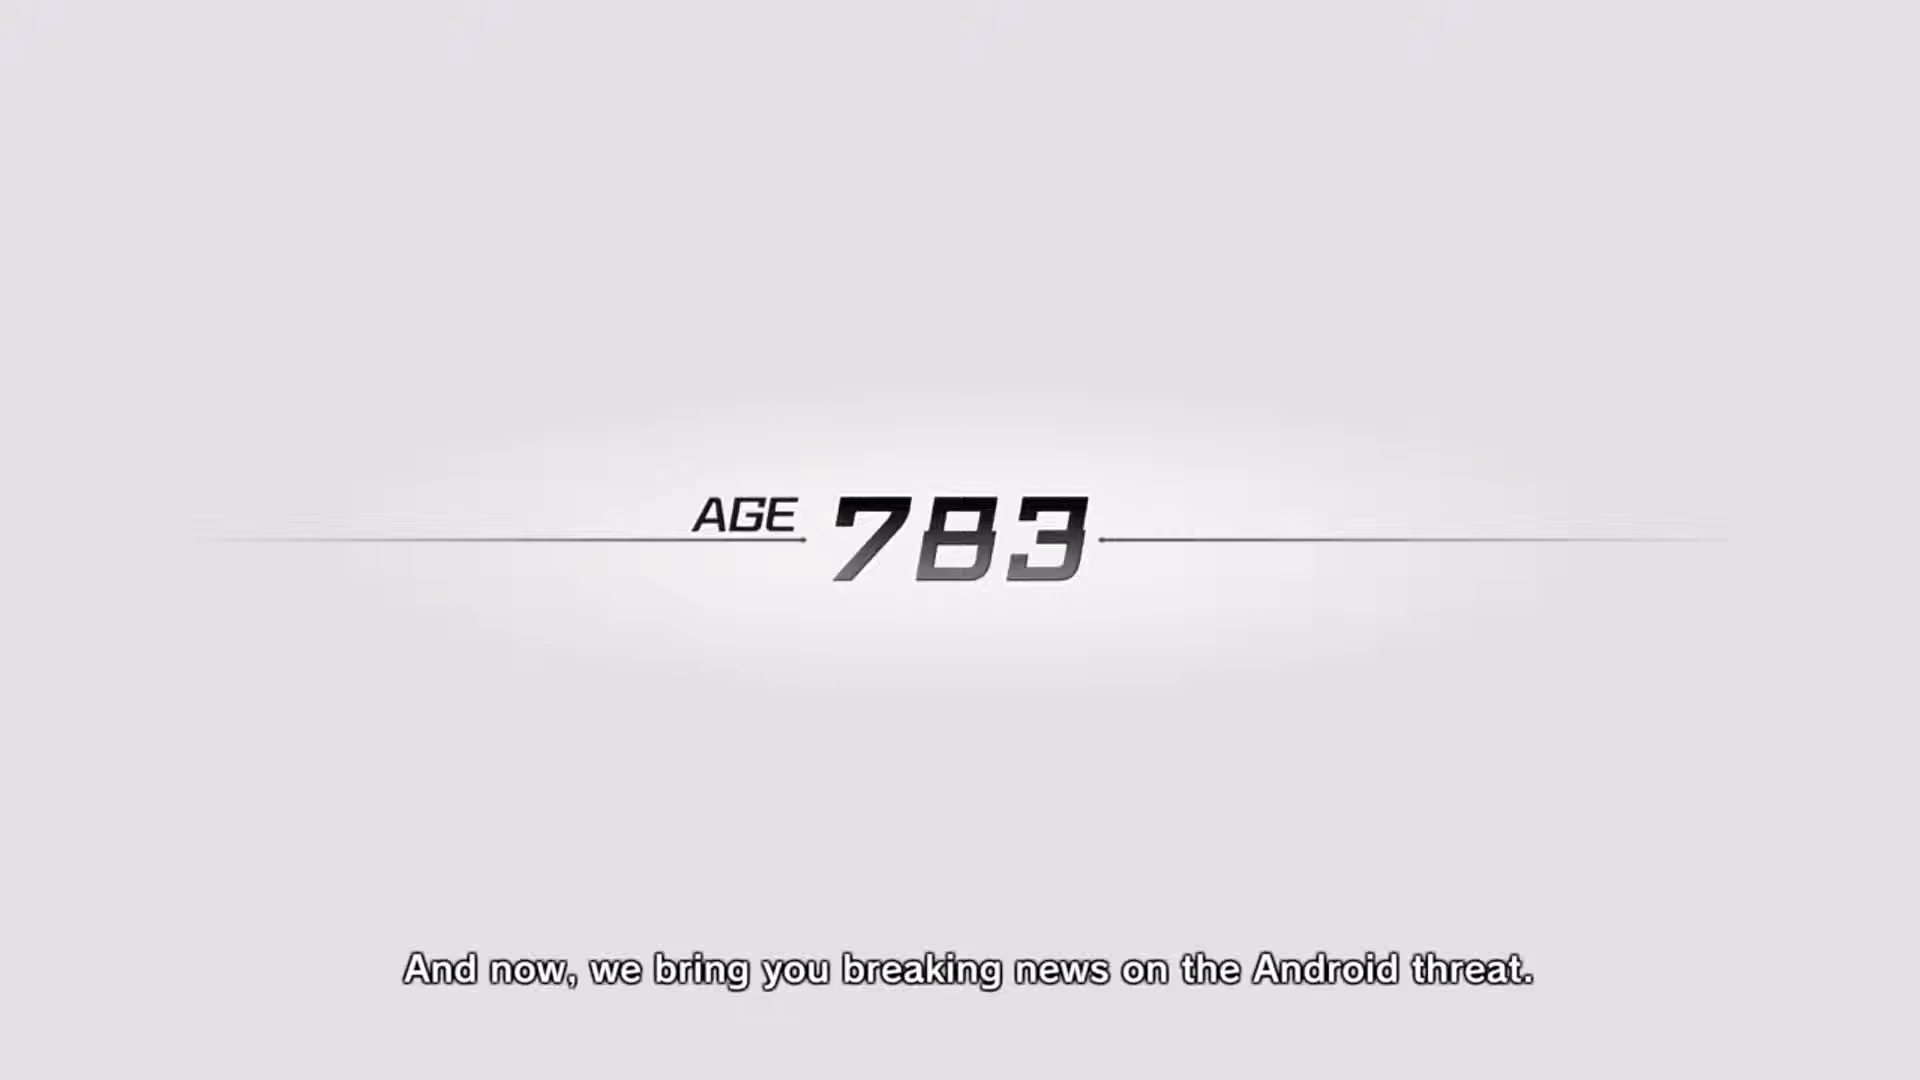 AGE 783
And now, we bring you breaking news on the Android threat.